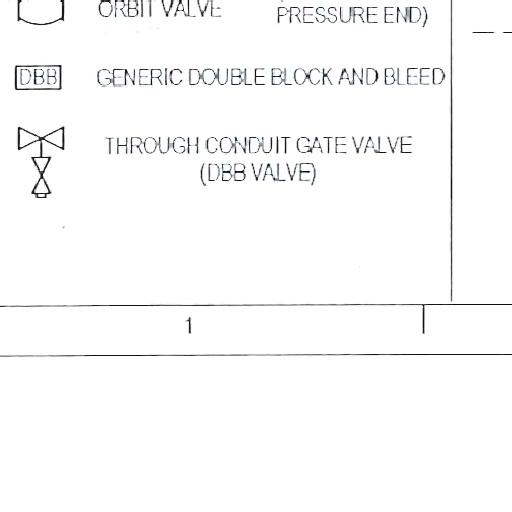 ORBIT VALVE
PRESSURE END)
DBB GENERIC DOUBLE BLOCK AND BLEED
THROUGH CONDUIT GATE VALVE
(DBB VALVE)
1